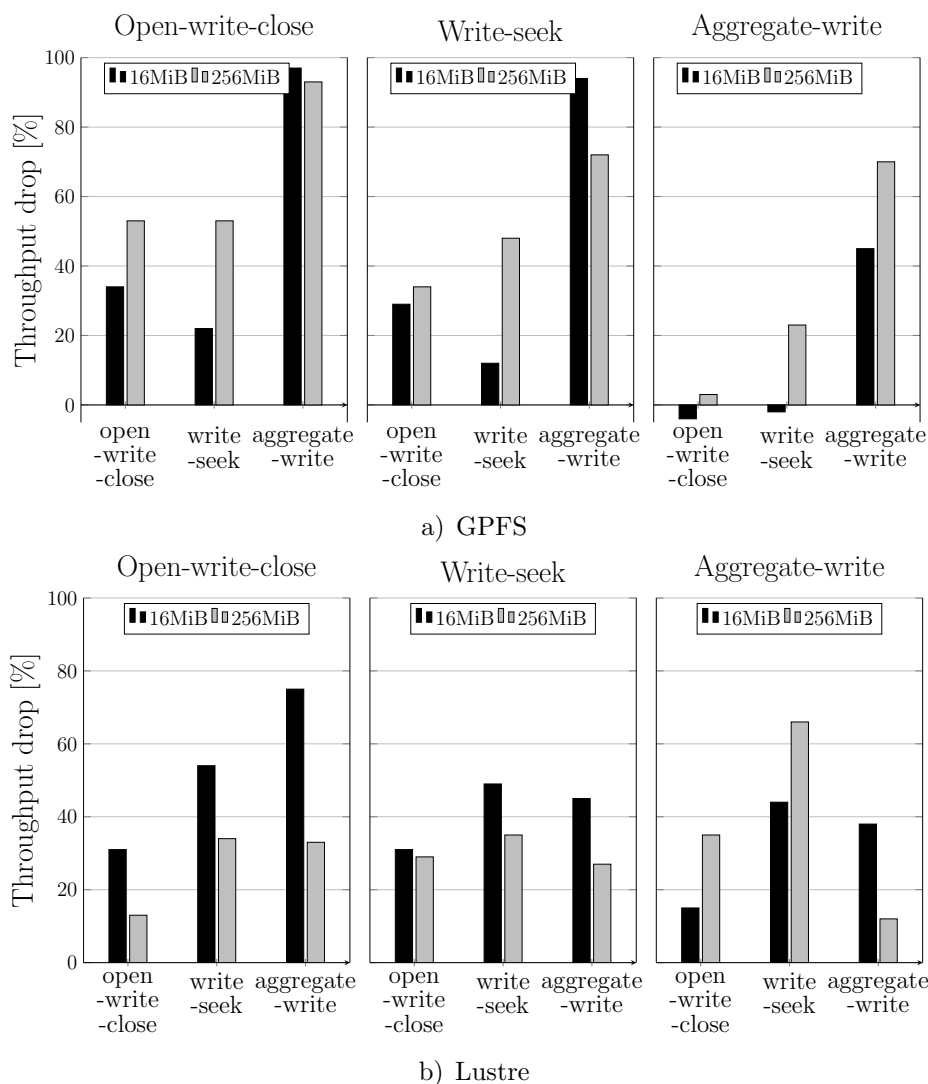 Open-write-close
Write-seek
Aggregate-write
Throughput drop [%]
100
80
60
40
20
0
16MiB 256MiB
16MiB 256MiB
16MiB 256MiB
open
-write
-close
write
-seek
aggregate
-write
open
-write
-close
write
-seek
aggregate
-write
open
-write
-close
write
-seek
aggregate
-write
a) GPFS
Open-write-close
Write-seek
Aggregate-write
Throughput drop [%]
100
80
60
40
20
0
16MiB 256MiB
16MiB 256MiB
16MiB 256MiB
open
-write
-close
write
-seek
aggregate
-write
open
-write
-close
write
-seek
aggregate
-write
open
-write
-close
write
-seek
aggregate
-write
b) Lustre